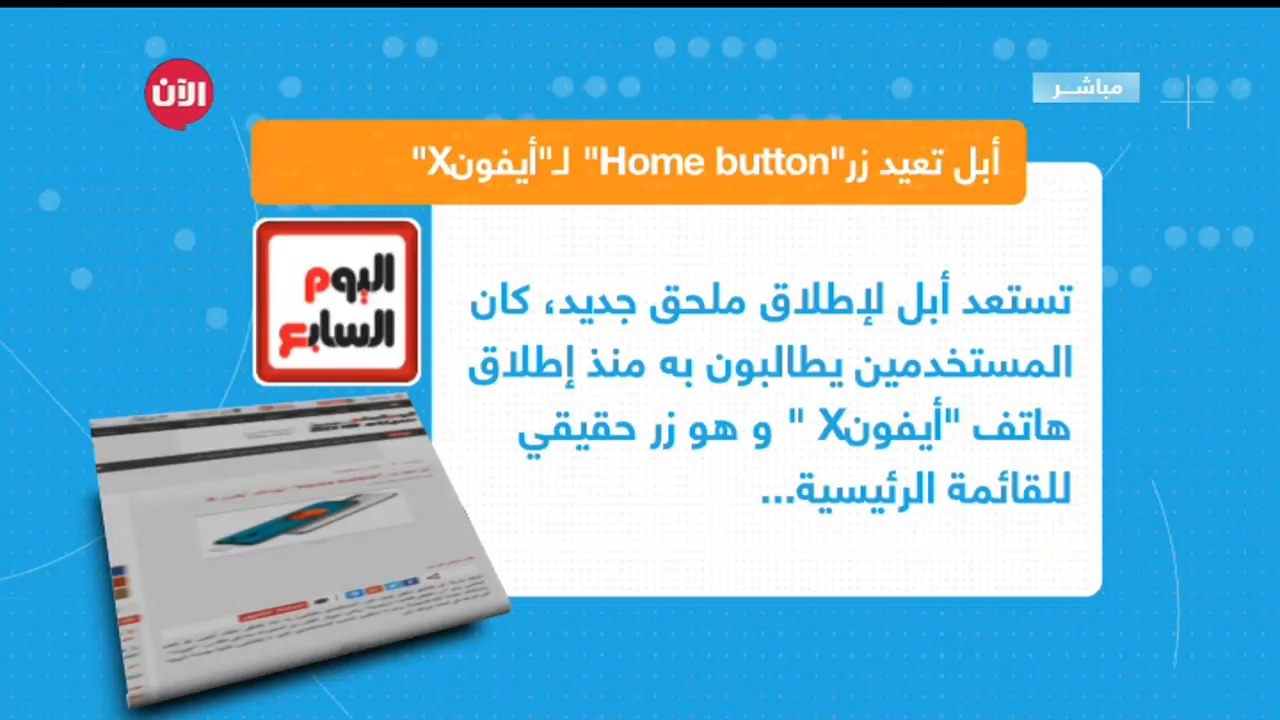 الآن
مباشر
أبل تعيد زر"Home button" لـ"أيفونX"
اليوم
السابع
تستعد أبل لإطلاق ملحق جديد، كان
المستخدمين يطالبون به منذ إطلاق
هاتف "أيفونX " و هو زر حقيقي
للقائمة الرئيسية...